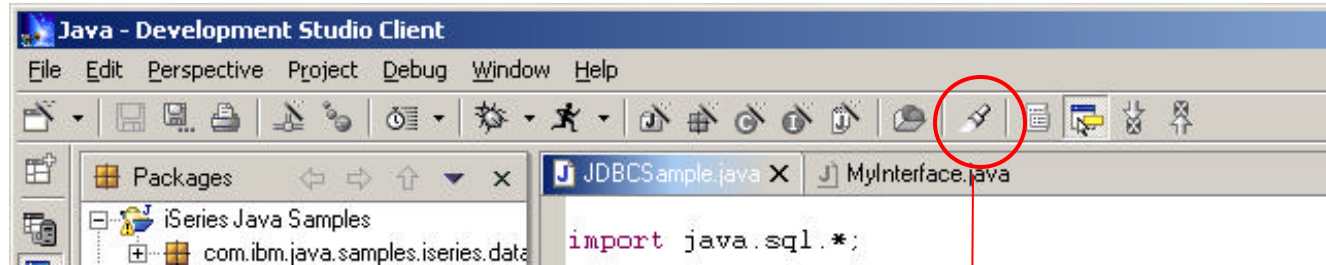 Java - Development Studio Client
File Edit Perspective Project Debug Window Help
Packages
JDBCSample.java
MyInterface.java
iSeries Java Samples
com.ibm.java.samples.iseries.data
import java.sql.*;